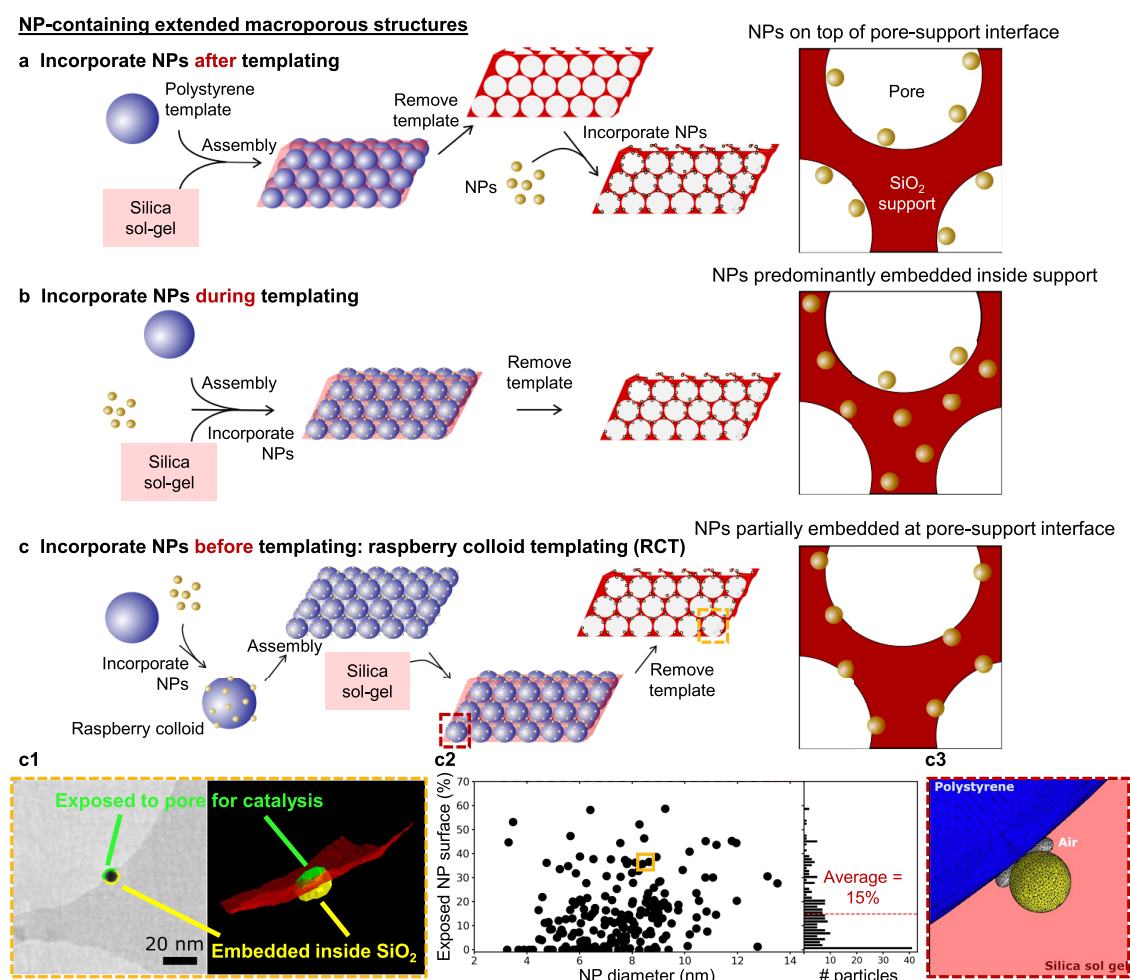 NP-containing extended macroporous structures
a Incorporate NPs after templating
Polystyrene
template
Assembly
Silica
sol-gel
Remove
template
Incorporate NPs
NPs
NPs on top of pore-support interface
Pore
SiO2
support
b Incorporate NPs during templating
Assembly
Incorporate
NPs
Silica
sol-gel
Remove
template
NPs predominantly embedded inside support
c Incorporate NPs before templating: raspberry colloid templating (RCT)
Incorporate
NPs
Raspberry colloid
Assembly
Silica
sol-gel
Remove
template
NPs partially embedded at pore-support interface
c1
Exposed to pore for catalysis
Embedded inside SiO2
20 nm
c2
Exposed NP surface (%)
70
60
50
40
30
20
10
0
2 4 6 8 10 12 14
NP diameter (nm)
Average =
15%
0 20 40
# particles
c3
Polystyrene
Air
Silica sol gel